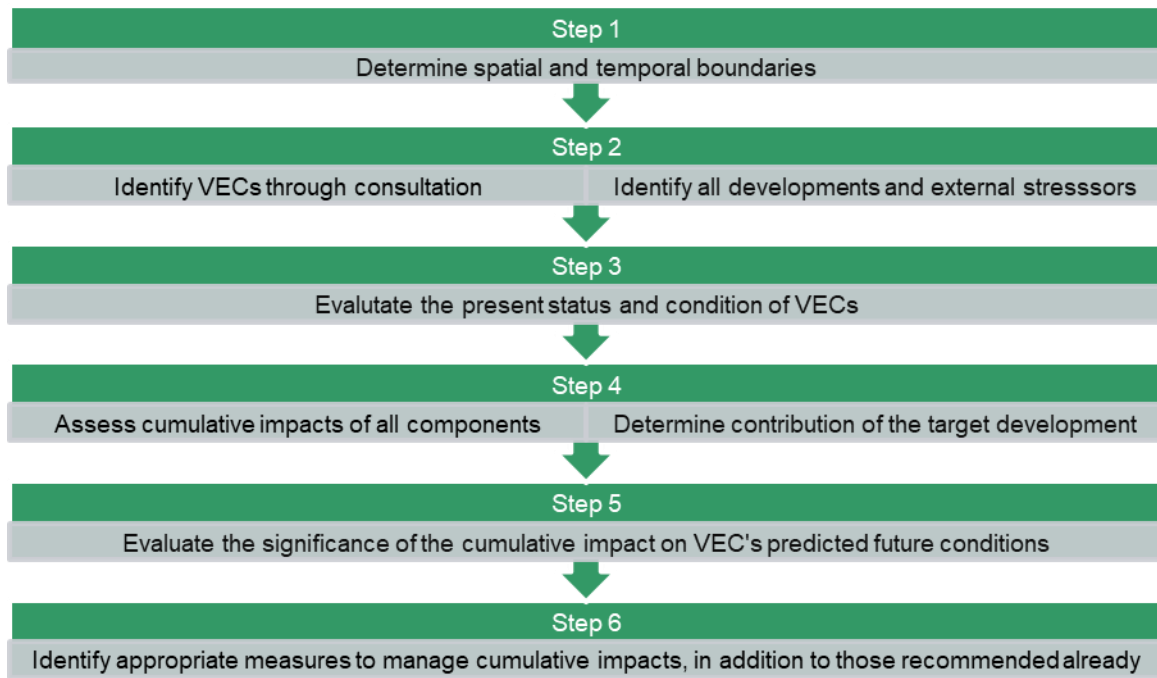 Step 1
Determine spatial and temporal boundaries
Step 2
Identify VECs through consultation
Identify all developments and external stresssors
Step 3
Evalutate the present status and condition of VECs
Step 4
Assess cumulative impacts of all components
Determine contribution of the target development
Step 5
Evaluate the significance of the cumulative impact on VEC's predicted future conditions
Step 6
Identify appropriate measures to manage cumulative impacts, in addition to those recommended already